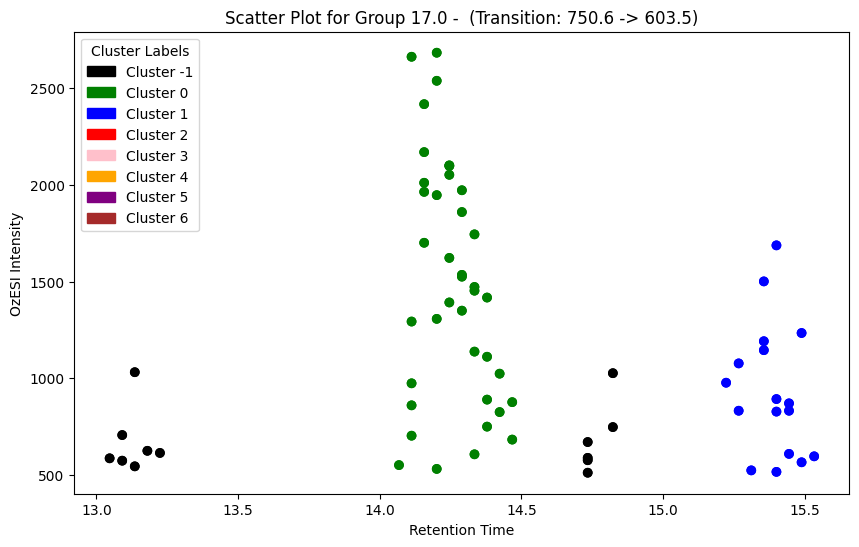 Scatter Plot for Group 17.0 -  (Transition: 750.6 -> 603.5)
Cluster Labels
Cluster -1
Cluster 0
Cluster 1
Cluster 2
Cluster 3
Cluster 4
Cluster 5
Cluster 6
OzESI Intensity
2500
2000
1500
1000
500
13.0 13.5 14.0 14.5 15.0 15.5
Retention Time